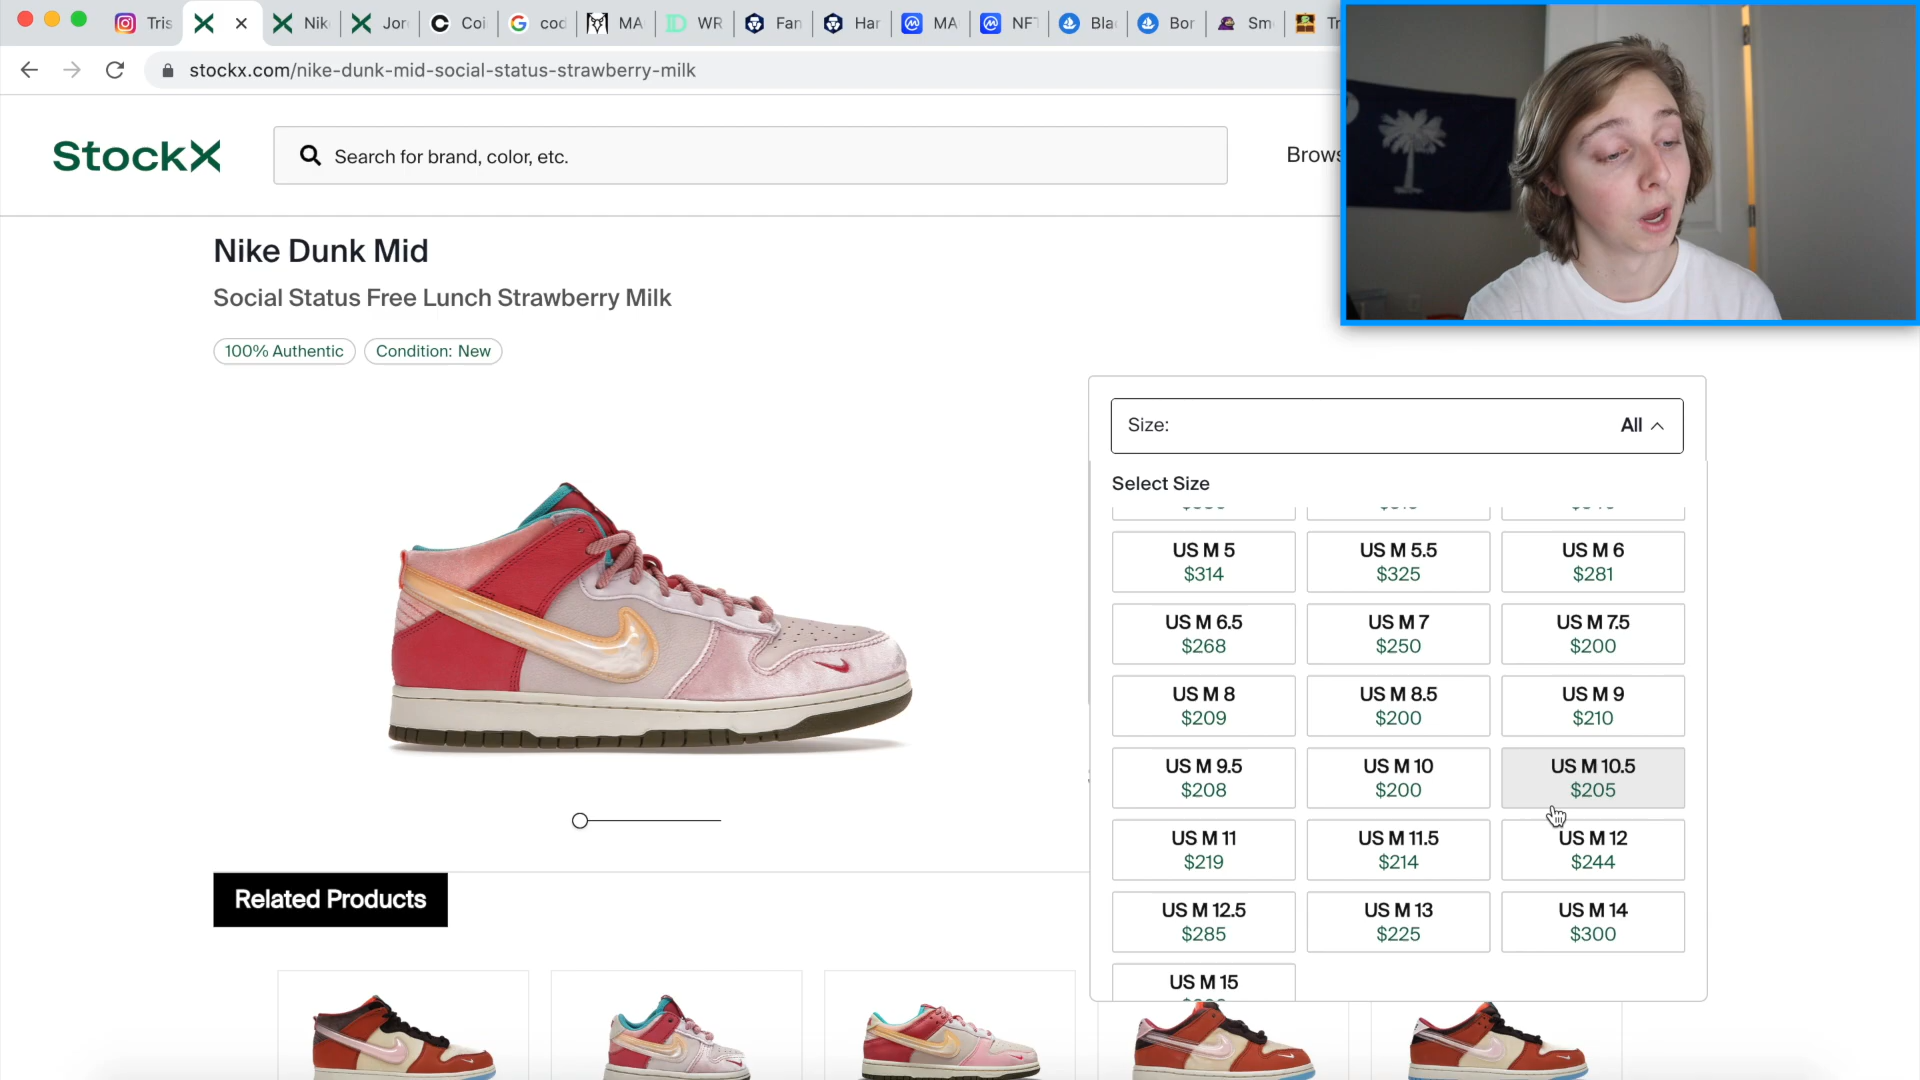 Tris
Nik
Jor
Coi
coc
MA
WR
Fan
Har
MA
NFT
Bla
Bor
Sm
Tr
stockx.com/nike-dunk-mid-social-status-strawberry-milk
StockX
Search for brand, color, etc.
Brows
Nike Dunk Mid
Social Status Free Lunch Strawberry Milk
100% Authentic
Condition: New
Size:
All
Select Size
US M 5
$314
US M 5.5
$325
US M 6
$281
US M 6.5
$268
US M 7
$250
US M 7.5
$200
US M 8
$209
US M 8.5
$200
US M 9
$210
US M 9.5
$208
US M 10
$200
US M 10.5
$205
US M 11
$219
US M 11.5
$214
US M 12
$244
US M 12.5
$285
US M 13
$225
US M 14
$300
US M 15
Related Products